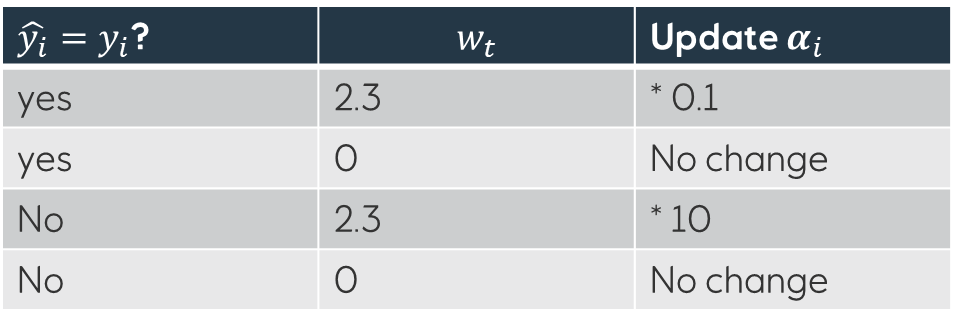 ŷᵢ = yᵢ? wₜ Update αᵢ
yes 2.3 * 0.1
yes 0 No change
No 2.3 * 10
No 0 No change